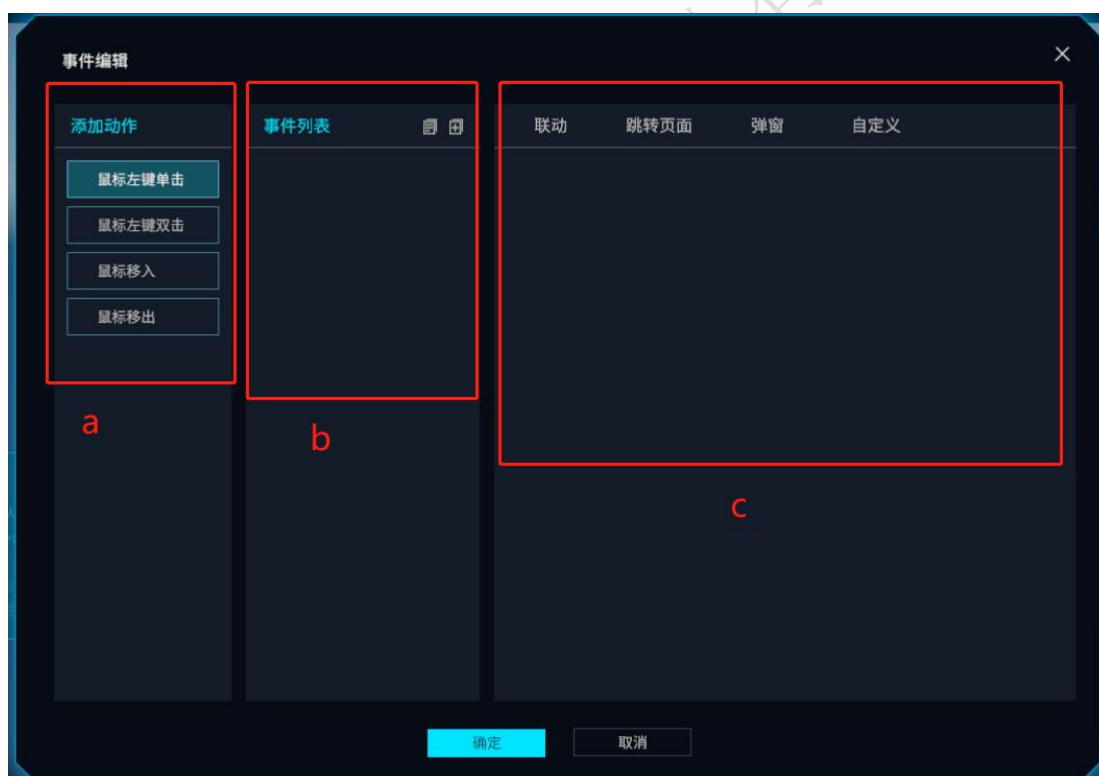 事件编辑
添加动作
事件列表
联动 跳转页面 弹窗 自定义
鼠标左键单击
鼠标左键双击
鼠标移入
鼠标移出
a
b
c
确定 取消